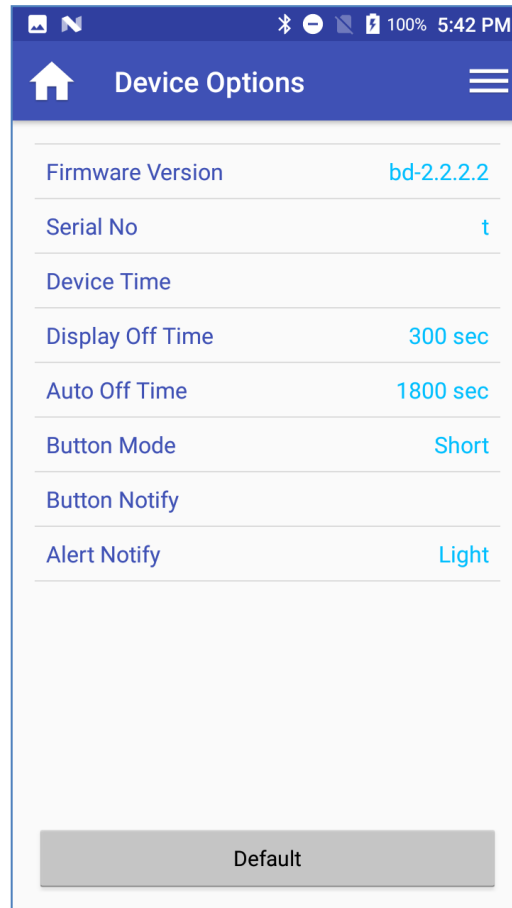 100% 5:42 PM
Device Options
Firmware Version bd-2.2.2.2
Serial No t
Device Time
Display Off Time 300 sec
Auto Off Time 1800 sec
Button Mode Short
Button Notify
Alert Notify Light
Default